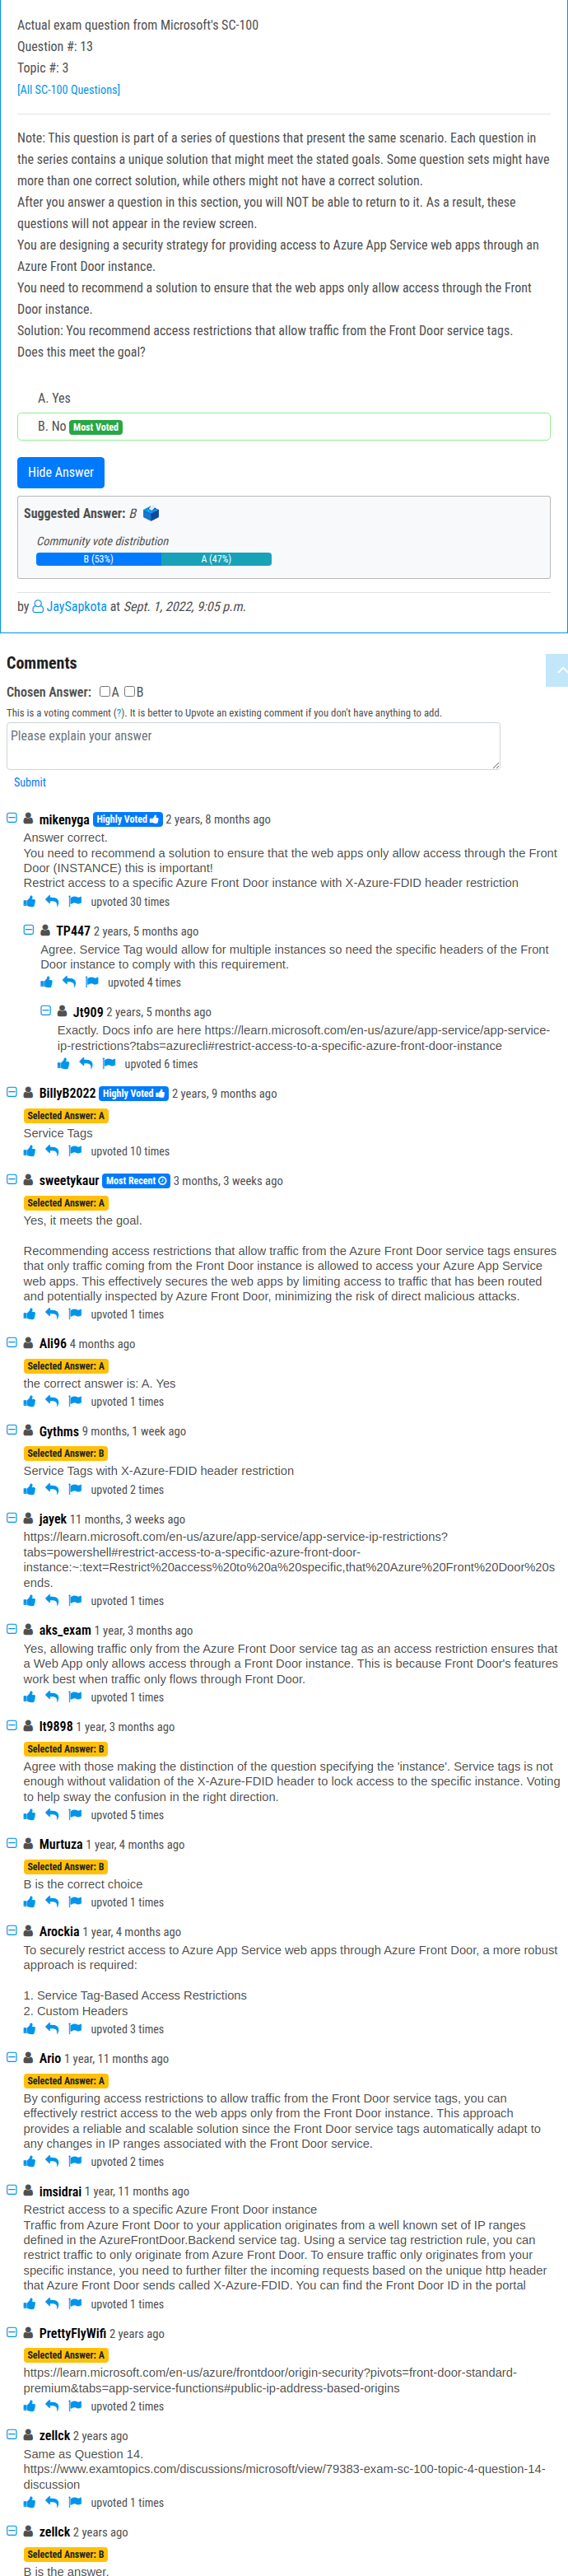 Actual exam question from Microsoft's SC-100
Question #: 13
Topic #: 3
[All SC-100 Questions]
Note: This question is part of a series of questions that present the same scenario. Each question in
the series contains a unique solution that might meet the stated goals. Some question sets might have
more than one correct solution, while others might not have a correct solution.
After you answer a question in this section, you will NOT be able to return to it. As a result, these
questions will not appear in the review screen.
You are designing a security strategy for providing access to Azure App Service web apps through an
Azure Front Door instance.
You need to recommend a solution to ensure that the web apps only allow access through the Front
Door instance.
Solution: You recommend access restrictions that allow traffic from the Front Door service tags.
Does this meet the goal?
A. Yes
B. No Most Voted
Hide Answer
Suggested Answer: B
Community vote distribution
B (53%) A (47%)
by JaySapkota at Sept. 1, 2022, 9:05 p.m.
Comments
Chosen Answer: A B
This is a voting comment (?). It is better to Upvote an existing comment if you don't have anything to add.
Please explain your answer
Submit
mikenyga Highly Voted 2 years, 8 months ago
Answer correct.
You need to recommend a solution to ensure that the web apps only allow access through the Front
Door (INSTANCE) this is important!
Restrict access to a specific Azure Front Door instance with X-Azure-FDID header restriction
upvoted 30 times
TP447 2 years, 5 months ago
Agree. Service Tag would allow for multiple instances so need the specific headers of the Front
Door instance to comply with this requirement.
upvoted 4 times
Jt909 2 years, 5 months ago
Exactly. Docs info are here https://learn.microsoft.com/en-us/azure/app-service/app-service-
ip-restrictions?tabs=azurecli#restrict-access-to-a-specific-azure-front-door-instance
upvoted 6 times
BillyB2022 Highly Voted 2 years, 9 months ago
Selected Answer: A
Service Tags
upvoted 10 times
sweetykaur Most Recent 3 months, 3 weeks ago
Selected Answer: A
Yes, it meets the goal.
Recommending access restrictions that allow traffic from the Azure Front Door service tags ensures
that only traffic coming from the Front Door instance is allowed to access your Azure App Service
web apps. This effectively secures the web apps by limiting access to traffic that has been routed
and potentially inspected by Azure Front Door, minimizing the risk of direct malicious attacks.
upvoted 1 times
Ali96 4 months ago
Selected Answer: A
the correct answer is: A. Yes
upvoted 1 times
Gythms 9 months, 1 week ago
Selected Answer: B
Service Tags with X-Azure-FDID header restriction
upvoted 2 times
jayek 11 months, 3 weeks ago
https://learn.microsoft.com/en-us/azure/app-service/app-service-ip-restrictions?
tabs=powershell#restrict-access-to-a-specific-azure-front-door-
instance:~:text=Restrict%20access%20to%20a%20specific,that%20Azure%20Front%20Door%20s
ends.
upvoted 1 times
aks_exam 1 year, 3 months ago
Yes, allowing traffic only from the Azure Front Door service tag as an access restriction ensures that
a Web App only allows access through a Front Door instance. This is because Front Door's features
work best when traffic only flows through Front Door.
upvoted 1 times
It9898 1 year, 3 months ago
Selected Answer: B
Agree with those making the distinction of the question specifying the 'instance'. Service tags is not
enough without validation of the X-Azure-FDID header to lock access to the specific instance. Voting
to help sway the confusion in the right direction.
upvoted 5 times
Murtuza 1 year, 4 months ago
Selected Answer: B
B is the correct choice
upvoted 1 times
Arockia 1 year, 4 months ago
To securely restrict access to Azure App Service web apps through Azure Front Door, a more robust
approach is required:
1. Service Tag-Based Access Restrictions
2. Custom Headers
upvoted 3 times
Ario 1 year, 11 months ago
Selected Answer: A
By configuring access restrictions to allow traffic from the Front Door service tags, you can
effectively restrict access to the web apps only from the Front Door instance. This approach
provides a reliable and scalable solution since the Front Door service tags automatically adapt to
any changes in IP ranges associated with the Front Door service.
upvoted 2 times
imsidrai 1 year, 11 months ago
Restrict access to a specific Azure Front Door instance
Traffic from Azure Front Door to your application originates from a well known set of IP ranges
defined in the AzureFrontDoor.Backend service tag. Using a service tag restriction rule, you can
restrict traffic to only originate from Azure Front Door. To ensure traffic only originates from your
specific instance, you need to further filter the incoming requests based on the unique http header
that Azure Front Door sends called X-Azure-FDID. You can find the Front Door ID in the portal
upvoted 1 times
PrettyFlyWifi 2 years ago
Selected Answer: A
https://learn.microsoft.com/en-us/azure/frontdoor/origin-security?pivots=front-door-standard-
premium&tabs=app-service-functions#public-ip-address-based-origins
upvoted 2 times
zellck 2 years ago
Same as Question 14.
https://www.examtopics.com/discussions/microsoft/view/79383-exam-sc-100-topic-4-question-14-
discussion
upvoted 1 times
zellck 2 years ago
Selected Answer: B
B is the answer.